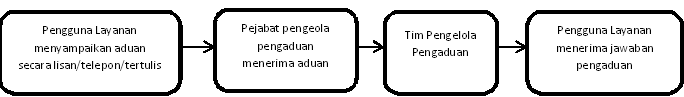 Pengguna Layanan
menyampaikan aduan
secara lisan/telepon/tertulis
Pejabat pengeola
pengaduan
menerima aduan
Tim Pengelola
Pengaduan
Pengguna Layanan
menerima jawaban
pengaduan